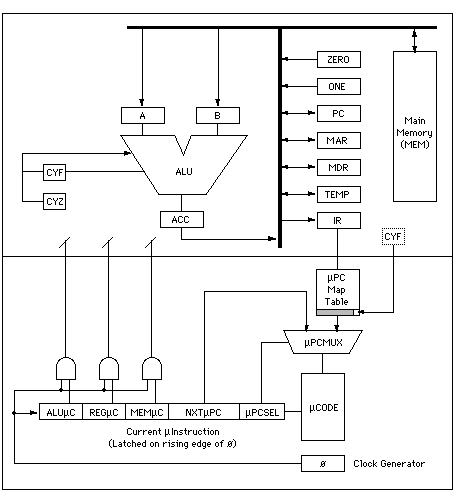 ZERO
ONE
A
B
PC
Main
Memory
(MEM)
MAR
ALU
CYF
MDR
TEMP
CYZ
ACC
IR
CYF
µPC
Map
Table
µPCMUX
ALUµC
REGµC
MEMµC
NXTµPC
µPCSEL
µCODE
Current µInstruction
(Latched on rising edge of ø)
ø
Clock Generator